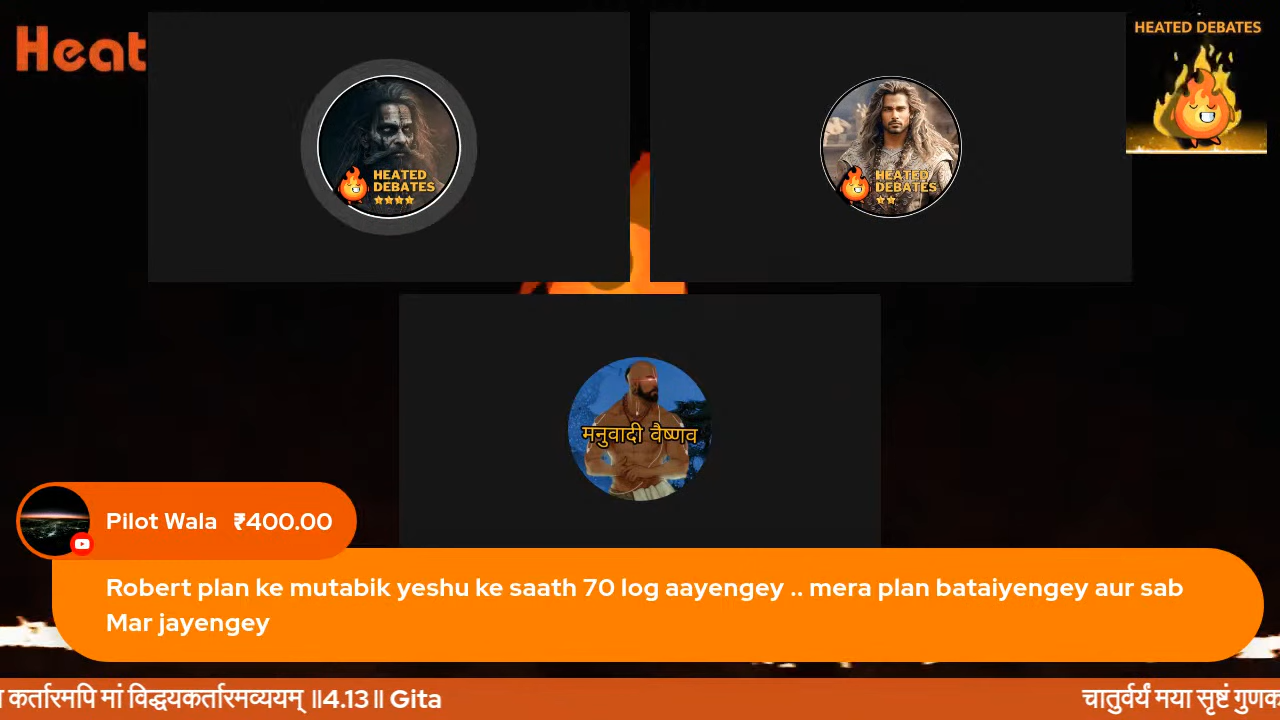 Heat
HEATED DEBATES
HEATED
DEBATES
HEATED
DEBATES
मनुवादी वैष्णव
Pilot Wala ₹400.00
Robert plan ke mutabik yeshu ke saath 70 log aayengey .. mera plan bataiyengey aur sab
Mar jayengey
कर्तारमपि मां विद्धयकर्तारमव्ययम् ॥4.13॥ Gita
चातुर्वर्यं मया सृष्टं गुणक